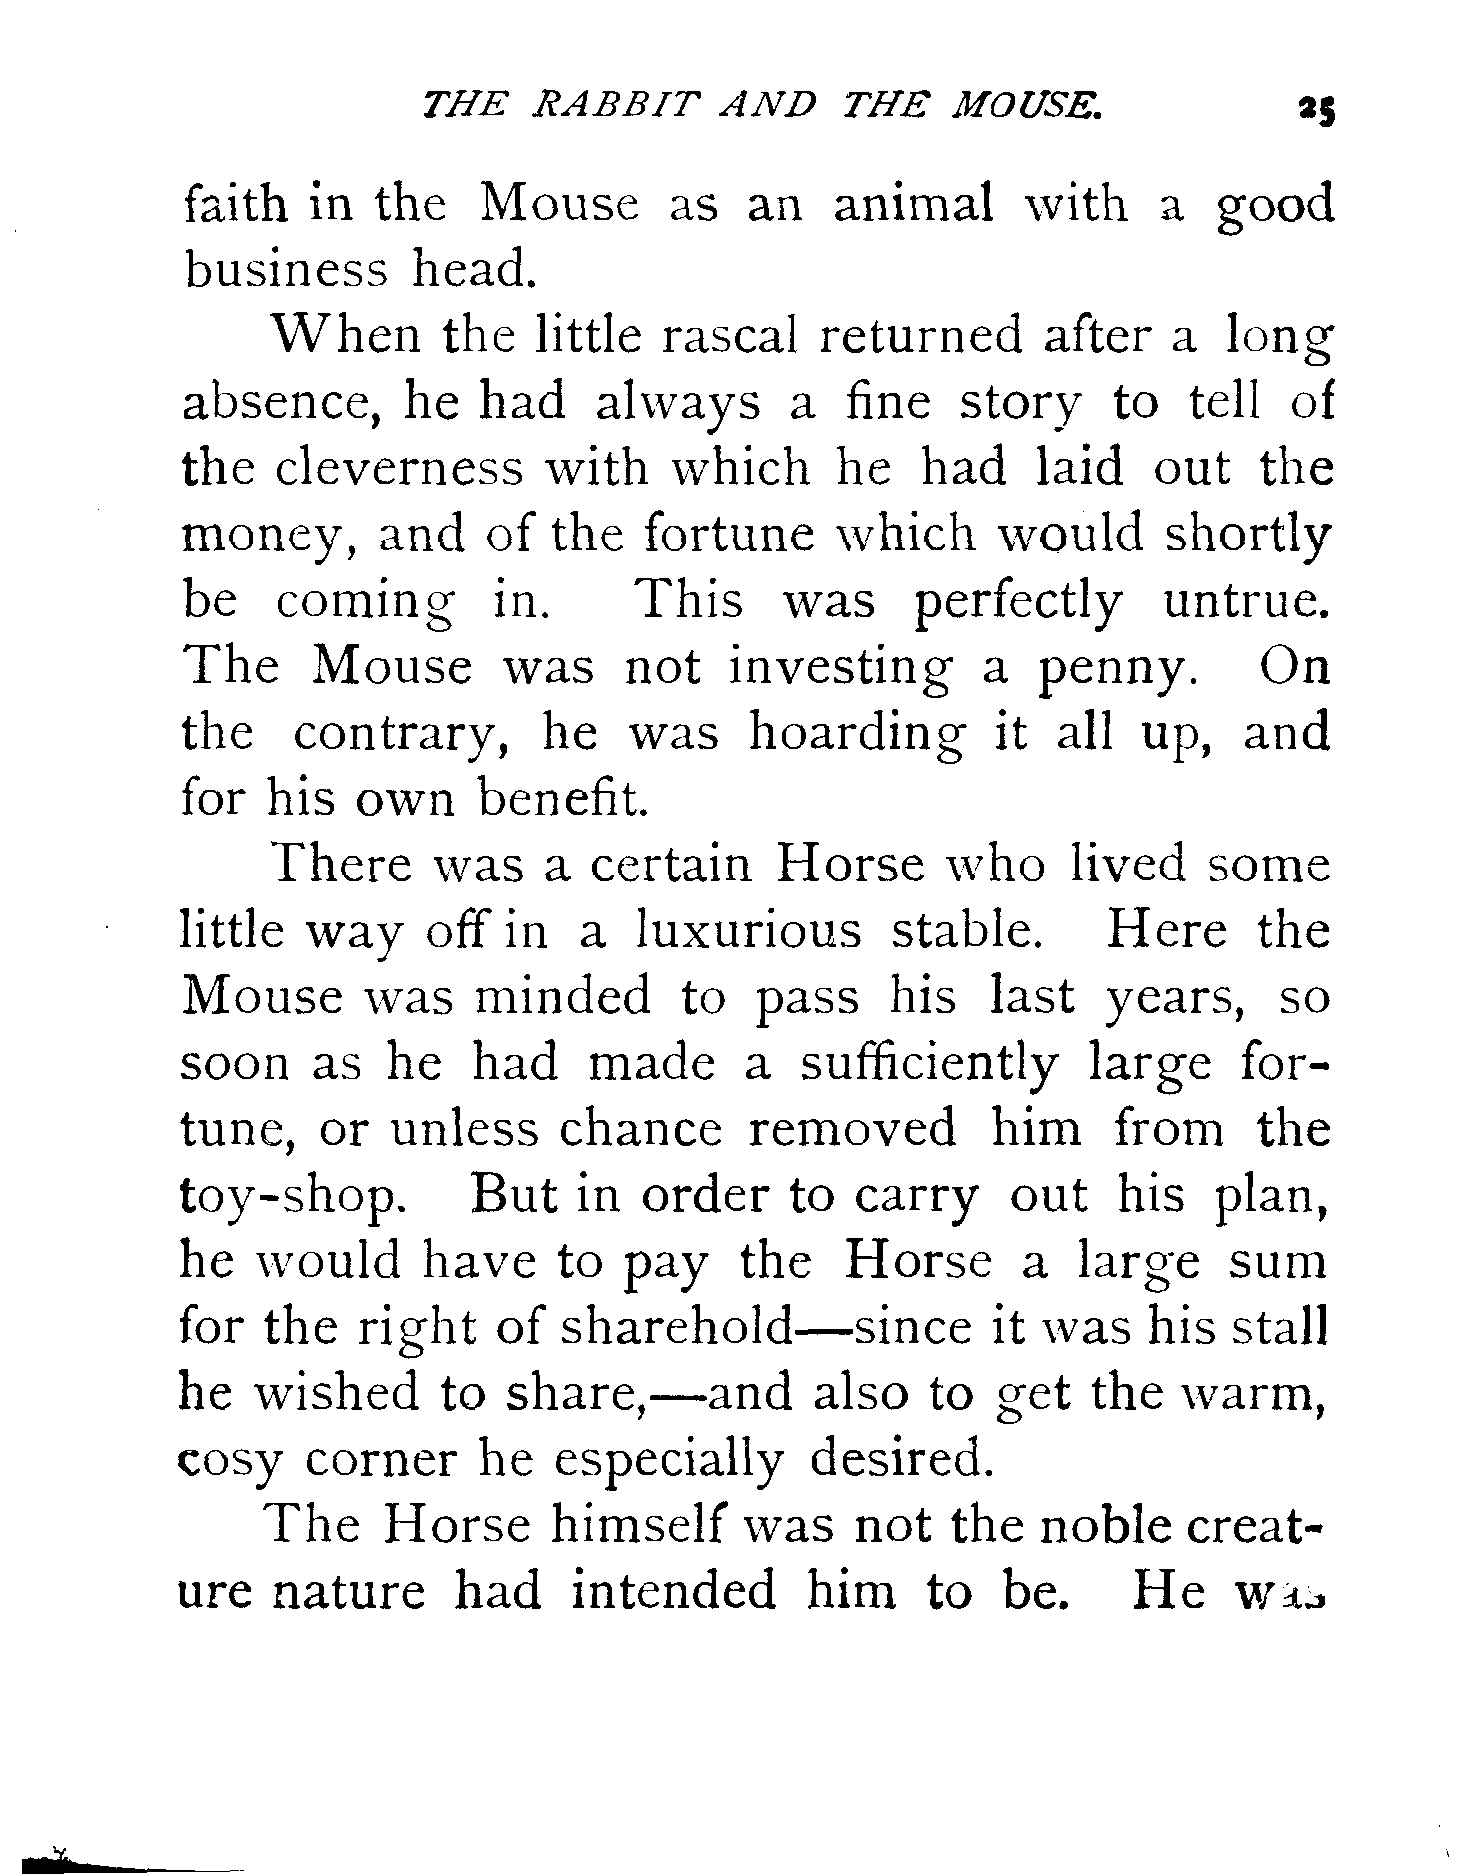 THE RABBIT AND THE MOUSE. 25
faith in the Mouse as an animal with a good
business head.
When the little rascal returned after a long
absence, he had always a fine story to tell of
the cleverness with which he had laid out the
money, and of the fortune which would shortly
be coming in. This was perfectly untrue.
The Mouse was not investing a penny. On
the contrary, he was hoarding it all up, and
for his own benefit.
There was a certain Horse who lived some
little way off in a luxurious stable. Here the
Mouse was minded to pass his last years, so
soon as he had made a sufficiently large for-
tune, or unless chance removed him from the
toy-shop. But in order to carry out his plan,
he would have to pay the Horse a large sum
for the right of sharehold—since it was his stall
he wished to share,—and also to get the warm,
cosy corner he especially desired.
The Horse himself was not the noble creat-
ure nature had intended him to be. He was